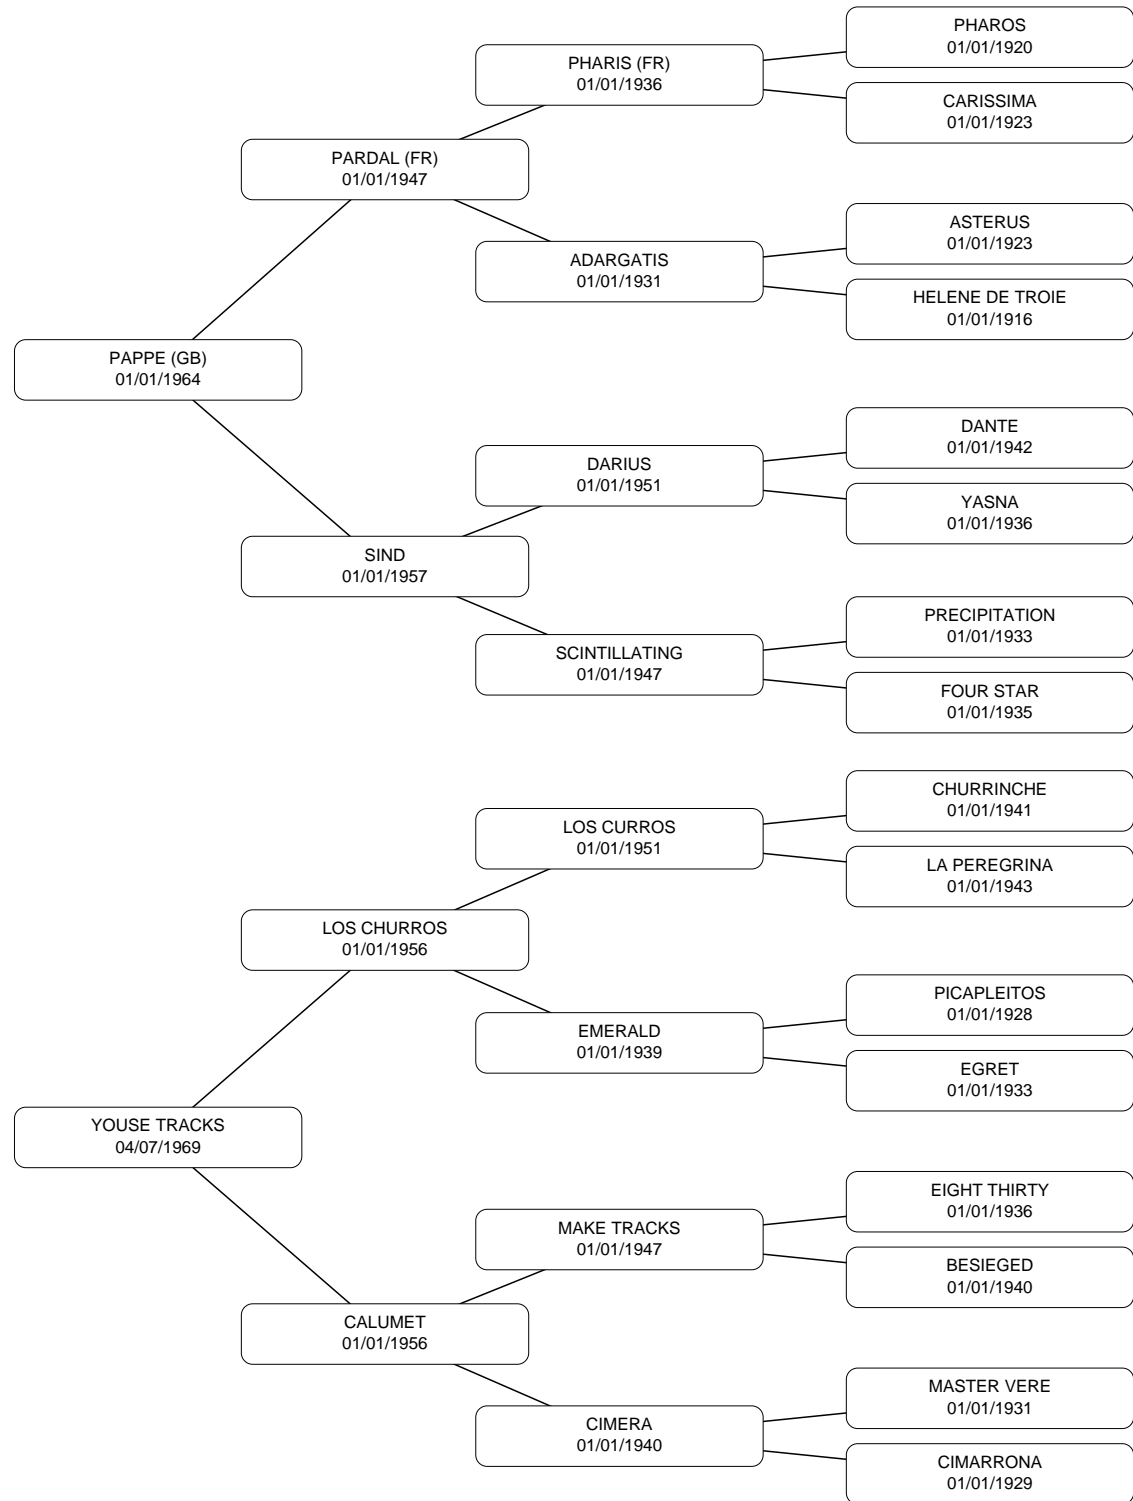 PHAROS
01/01/1920
PHARIS (FR)
01/01/1936
CARISSIMA
01/01/1923
PARDAL (FR)
01/01/1947
ASTERUS
01/01/1923
ADARGATIS
01/01/1931
HELENE DE TROIE
01/01/1916
PAPPE (GB)
01/01/1964
DANTE
01/01/1942
DARIUS
01/01/1951
YASNA
01/01/1936
SIND
01/01/1957
PRECIPITATION
01/01/1933
SCINTILLATING
01/01/1947
FOUR STAR
01/01/1935
CHURRINCHE
01/01/1941
LOS CURROS
01/01/1951
LA PEREGRINA
01/01/1943
LOS CHURROS
01/01/1956
PICAPLEITOS
01/01/1928
EMERALD
01/01/1939
EGRET
01/01/1933
YOUSE TRACKS
04/07/1969
EIGHT THIRTY
01/01/1936
MAKE TRACKS
01/01/1947
BESIEGED
01/01/1940
CALUMET
01/01/1956
MASTER VERE
01/01/1931
CIMERA
01/01/1940
CIMARRONA
01/01/1929